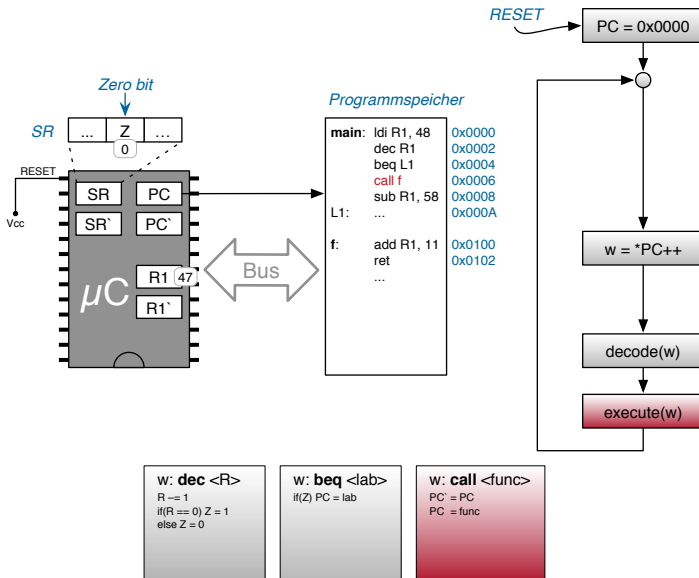 RESET
PC = 0x0000
Zero bit
Programmspeicher
SR
... Z ...
0
main: ldi R1, 48 0x0000
dec R1 0x0002
beq L1 0x0004
call f 0x0006
sub R1, 58 0x0008
L1: ... 0x000A
f: add R1, 11 0x0100
ret 0x0102
...
RESET
Vcc
SR PC
SR` PC`
R1 47
R1`
µC
Bus
w = *PC++
decode(w)
execute(w)
w: dec <R>
R −= 1
if(R == 0) Z = 1
else Z = 0
w: beq <lab>
if(Z) PC = lab
w: call <func>
PC` = PC
PC = func